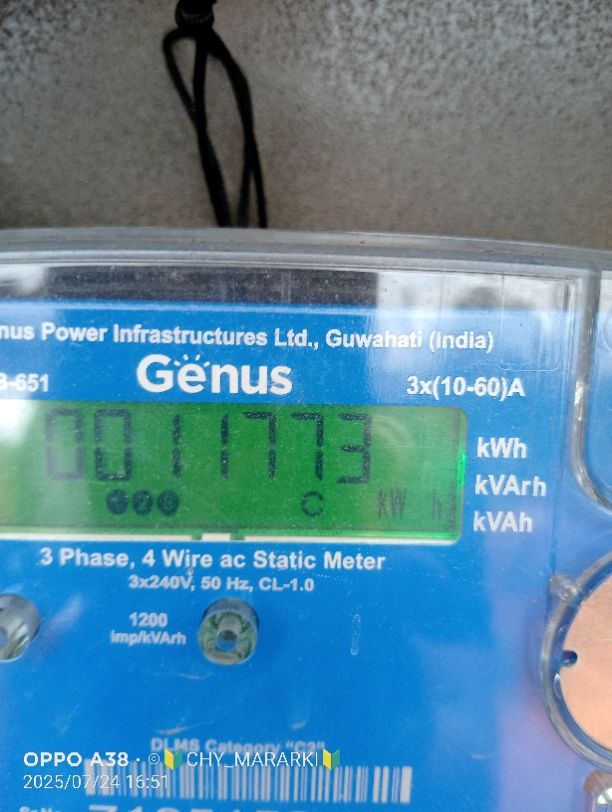 nus Power Infrastructures Ltd., Guwahati (India)
-651
Genus
3x(10-60)A
0011773
kWh
kVArh
kVAh
kW h
3 Phase, 4 Wire ac Static Meter
3x240V, 50 Hz, CL-1.0
1200
imp/kVArh
DLMS Category "C2"
OPPO A38 · © 🔰 CHY_MARARKI 🔰
2025/07/24 16:51